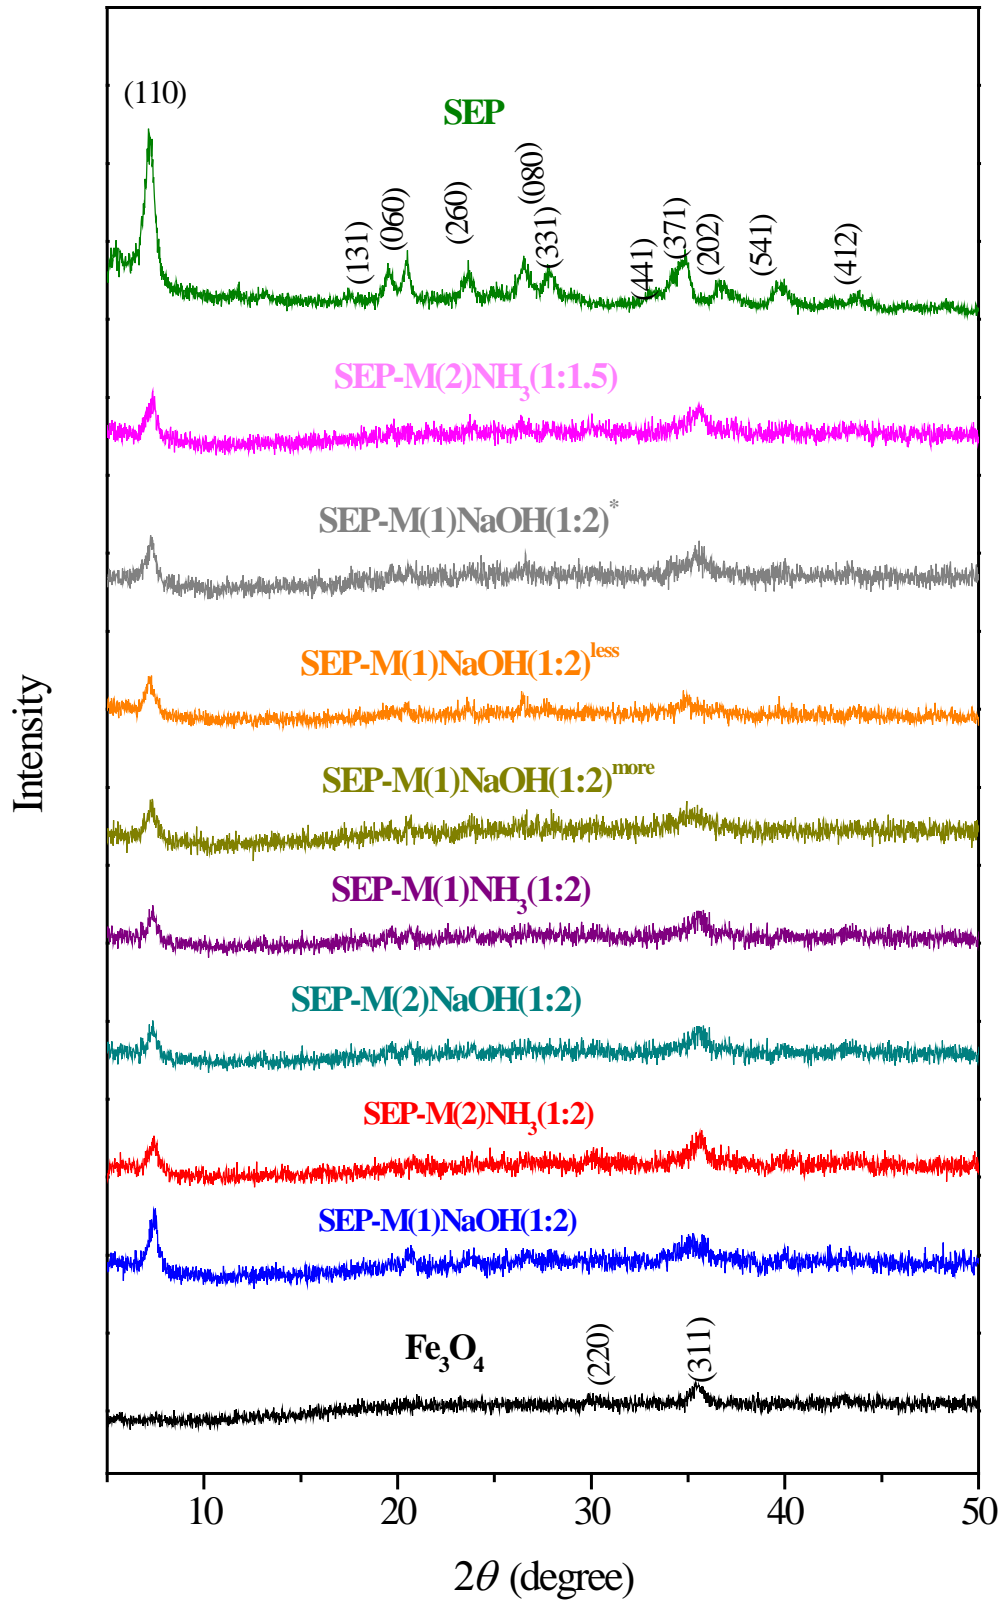 (110)
SEP
(131)
(060)
(260)
(080)
(331)
(441)
(371)
(202)
(541)
(412)
SEP-M(2)NH3(1:1.5)
SEP-M(1)NaOH(1:2)*
SEP-M(1)NaOH(1:2)less
SEP-M(1)NaOH(1:2)more
SEP-M(1)NH3(1:2)
SEP-M(2)NaOH(1:2)
SEP-M(2)NH3(1:2)
SEP-M(1)NaOH(1:2)
Fe3O4
(220)
(311)
Intensity
10 20 30 40 50
2θ (degree)